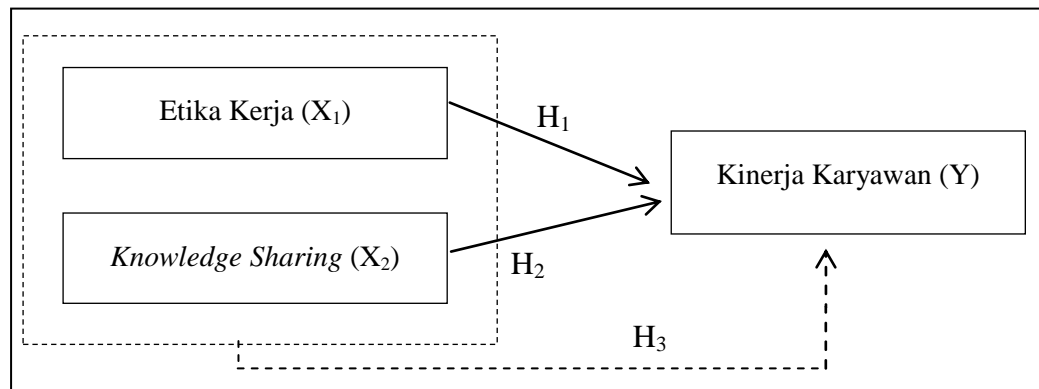 Etika Kerja (X₁)
H₁
Kinerja Karyawan (Y)
Knowledge Sharing (X₂)
H₂
H₃